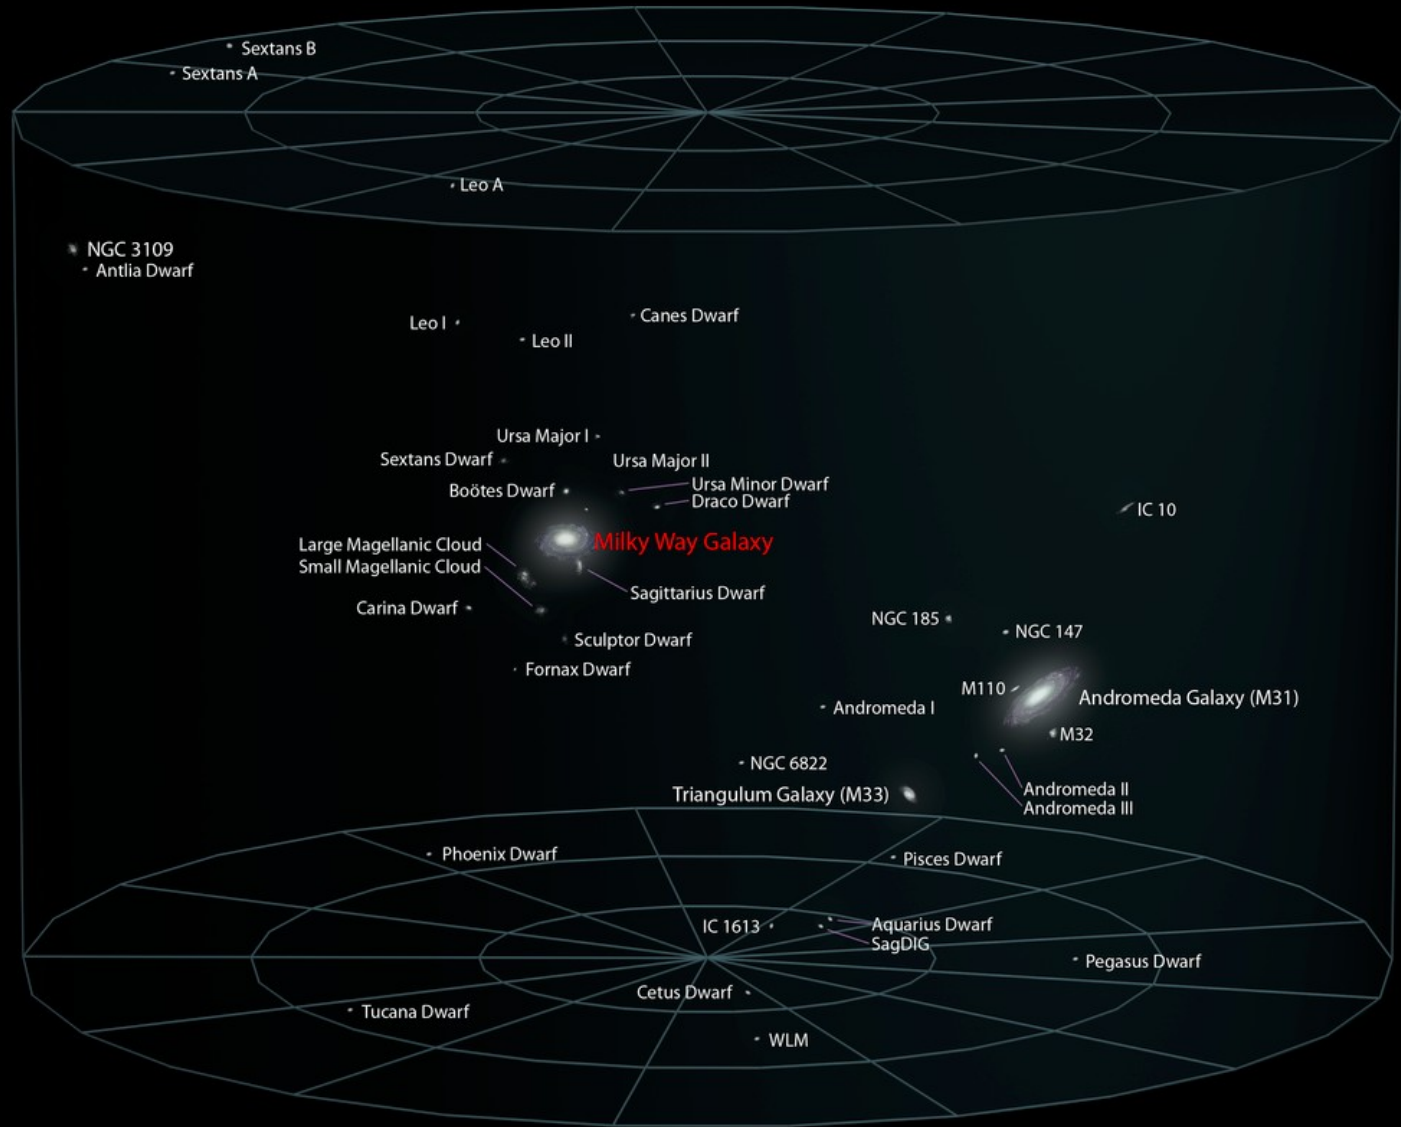 Sextans B
Sextans A
Leo A
NGC 3109
Antlia Dwarf
Canes Dwarf
Leo I
Leo II
Ursa Major I
Sextans Dwarf
Ursa Major II
Ursa Minor Dwarf
Boötes Dwarf
Draco Dwarf
IC 10
Milky Way Galaxy
Large Magellanic Cloud
Small Magellanic Cloud
Sagittarius Dwarf
Carina Dwarf
NGC 185
NGC 147
Sculptor Dwarf
Fornax Dwarf
M110
Andromeda Galaxy (M31)
Andromeda I
M32
NGC 6822
Andromeda II
Triangulum Galaxy (M33)
Andromeda III
Phoenix Dwarf
Pisces Dwarf
IC 1613
Aquarius Dwarf
SagDIG
Pegasus Dwarf
Cetus Dwarf
Tucana Dwarf
WLM